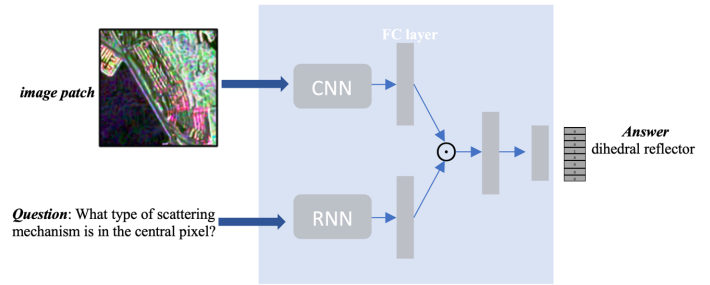 FC layer
image patch
CNN
Answer
dihedral reflector
Question: What type of scattering
mechanism is in the central pixel?
RNN